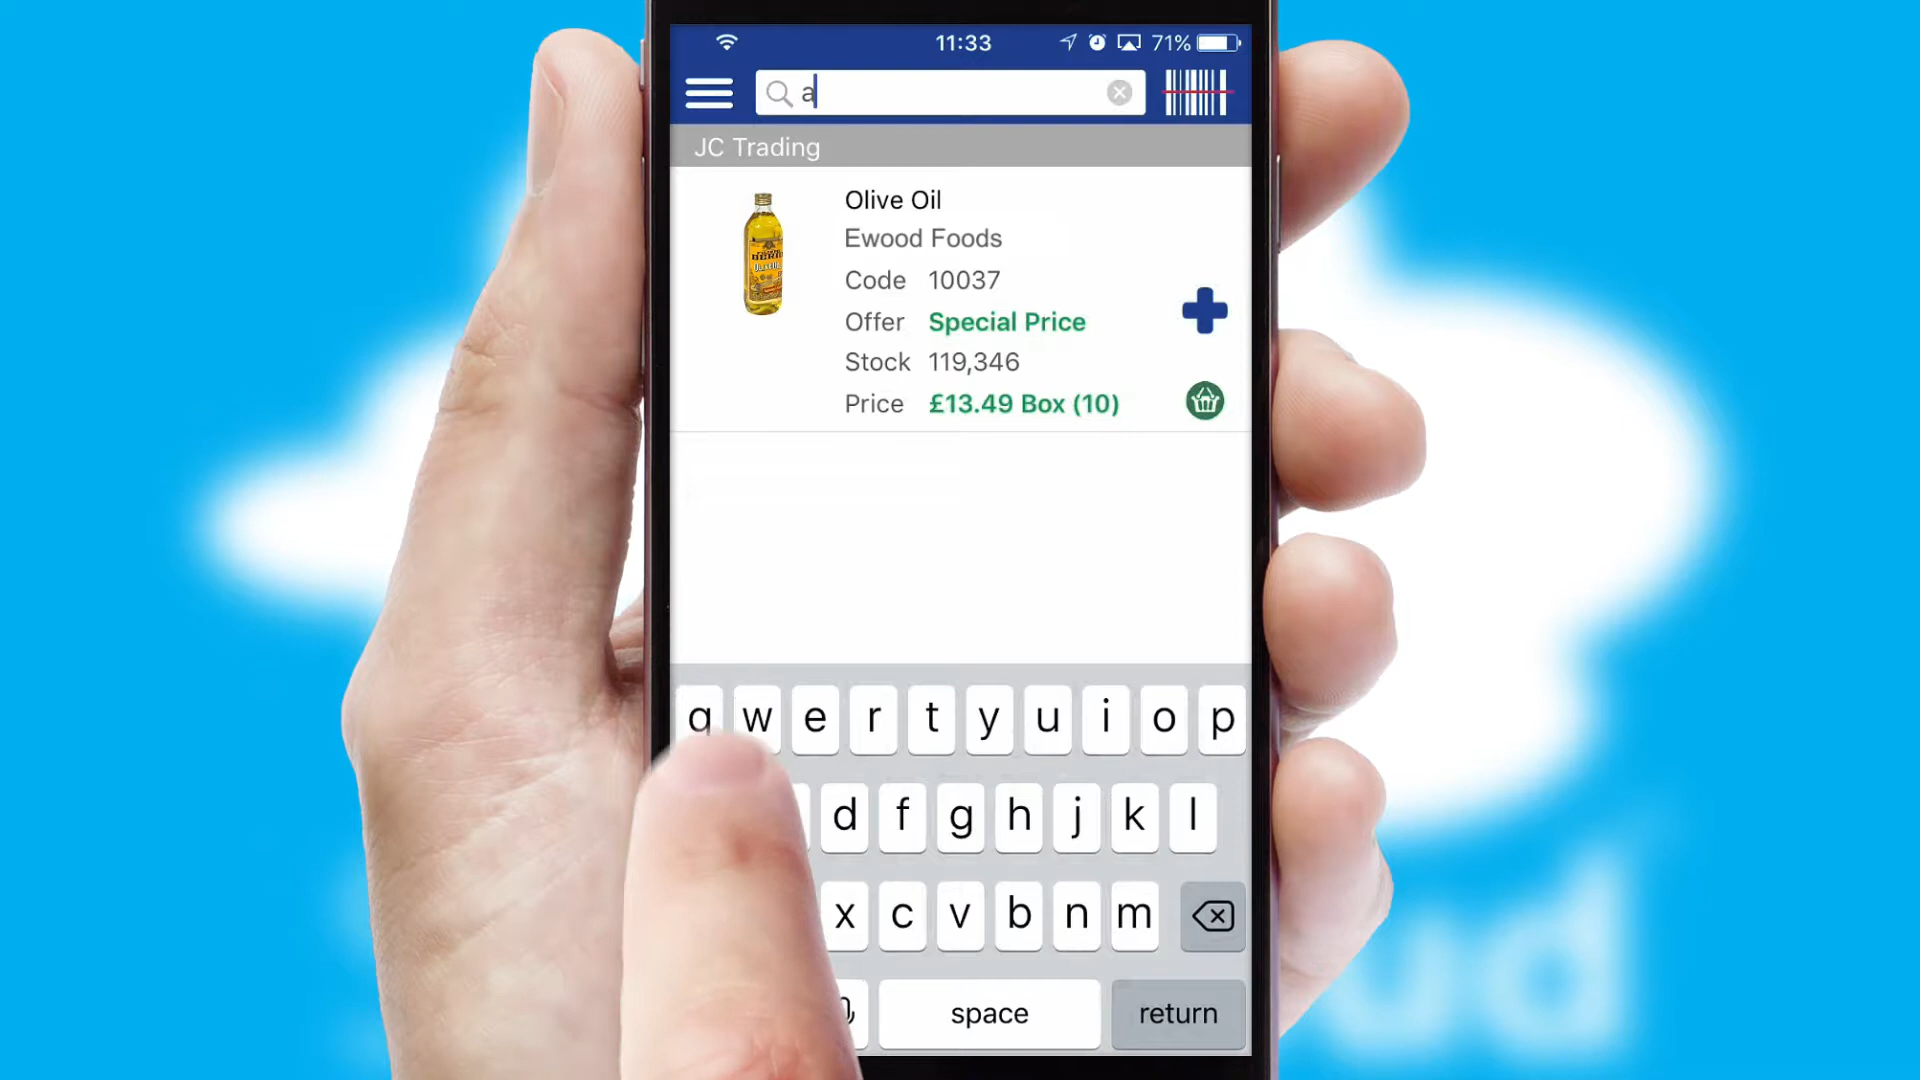 11:33 71%
a
JC Trading
Olive Oil
Ewood Foods
Code 10037
Offer Special Price
Stock 119,346
Price £13.49 Box (10)
q w e r t y u i o p
d f g h j k l
x c v b n m
space return
ud